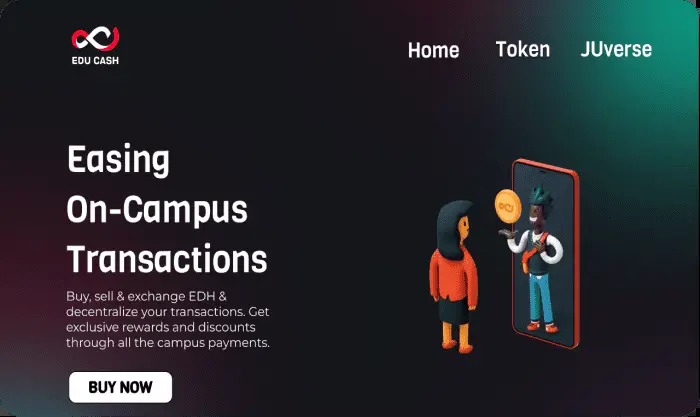 EDU CASH
Home Token JUverse
Easing
On-Campus
Transactions
Buy, sell & exchange EDH &
decentralize your transactions. Get
exclusive rewards and discounts
through all the campus payments.
BUY NOW